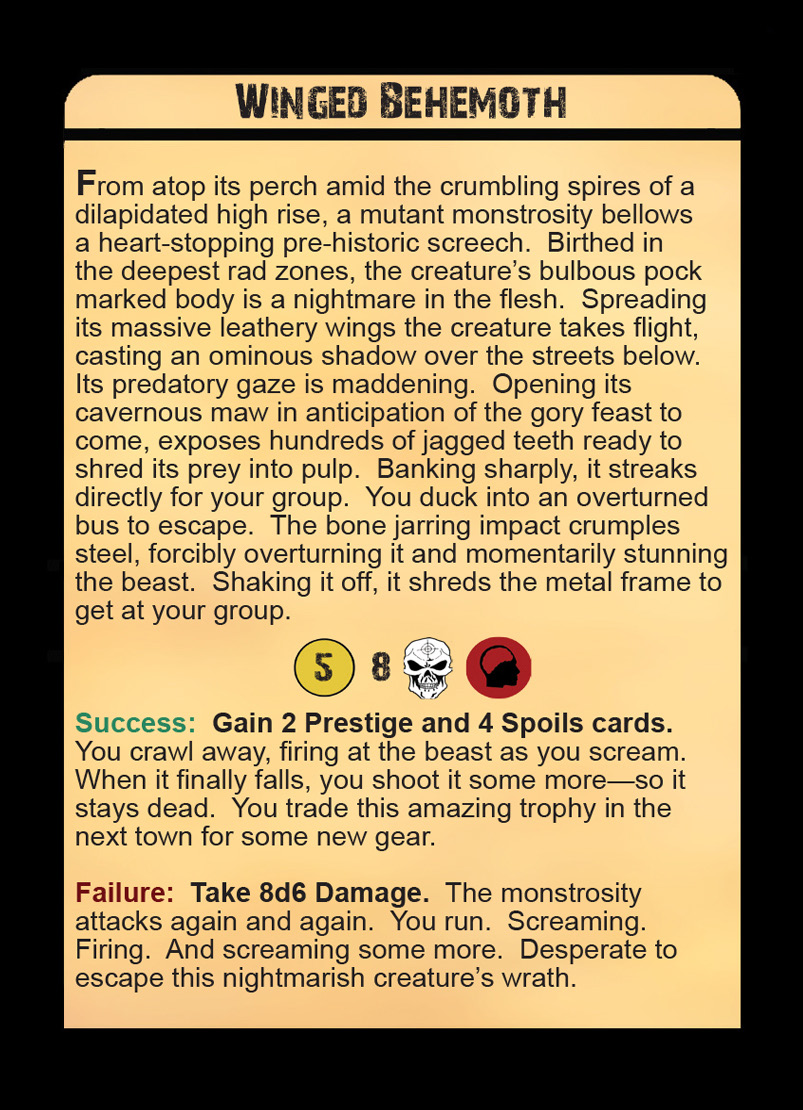 Winged Behemoth
From atop its perch amid the crumbling spires of a
dilapidated high rise, a mutant monstrosity bellows
a heart-stopping pre-historic screech.  Birthed in
the deepest rad zones, the creature’s bulbous pock
marked body is a nightmare in the flesh.  Spreading
its massive leathery wings the creature takes flight,
casting an ominous shadow over the streets below.
Its predatory gaze is maddening.  Opening its
cavernous maw in anticipation of the gory feast to
come, exposes hundreds of jagged teeth ready to
shred its prey into pulp.  Banking sharply, it streaks
directly for your group.  You duck into an overturned
bus to escape.  The bone jarring impact crumples
steel, forcibly overturning it and momentarily stunning
the beast.  Shaking it off, it shreds the metal frame to
get at your group.
5 8
Success:  Gain 2 Prestige and 4 Spoils cards.
You crawl away, firing at the beast as you scream.
When it finally falls, you shoot it some more—so it
stays dead.  You trade this amazing trophy in the
next town for some new gear.
Failure:  Take 8d6 Damage.  The monstrosity
attacks again and again.  You run.  Screaming.
Firing.  And screaming some more.  Desperate to
escape this nightmarish creature’s wrath.